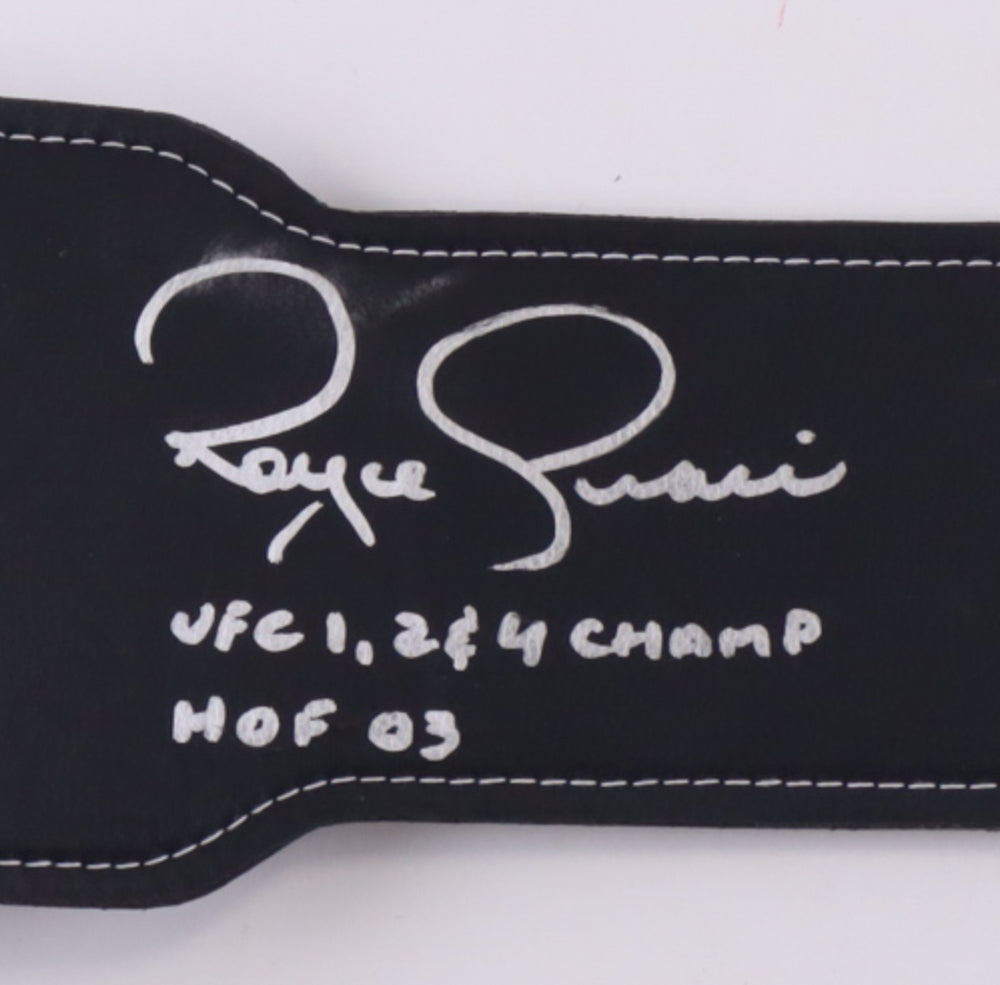 Royce Gracie
UFC 1, 2 & 4 CHAMP
HOF 03